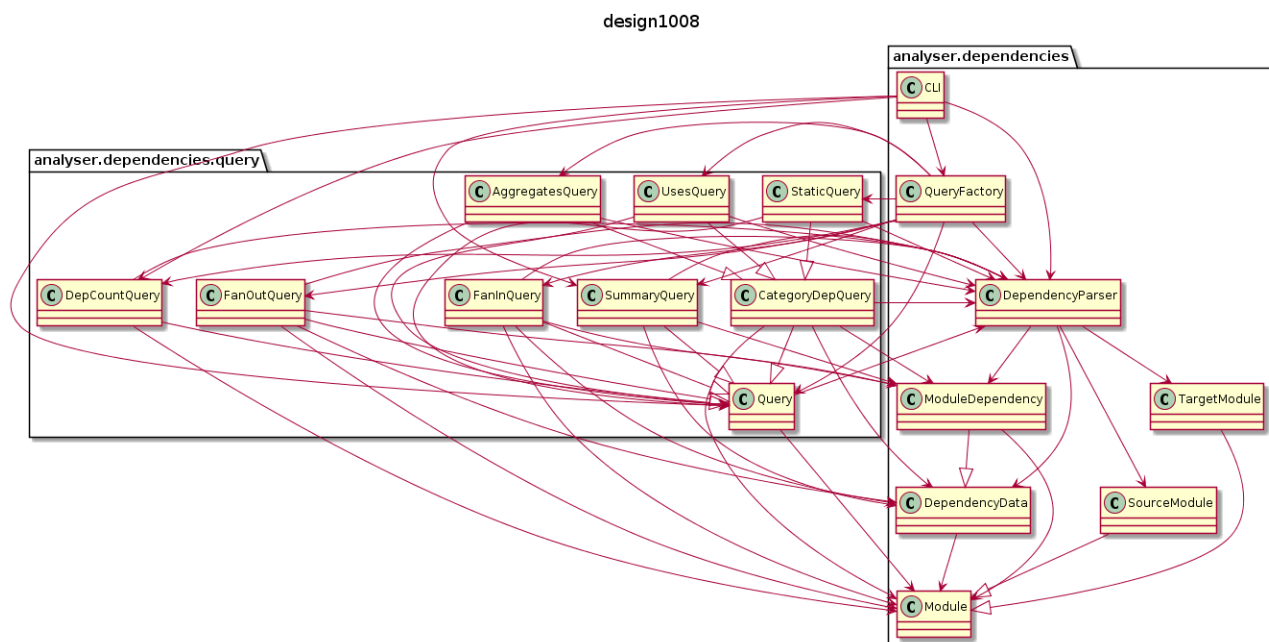 design1008
analyser.dependencies
C CLI
analyser.dependencies.query
C AggregatesQuery
C UsesQuery
C StaticQuery
C QueryFactory
C DepCountQuery
C FanOutQuery
C FanInQuery
C SummaryQuery
C CategoryDepQuery
C DependencyParser
C Query
C ModuleDependency
C TargetModule
C DependencyData
C SourceModule
C Module